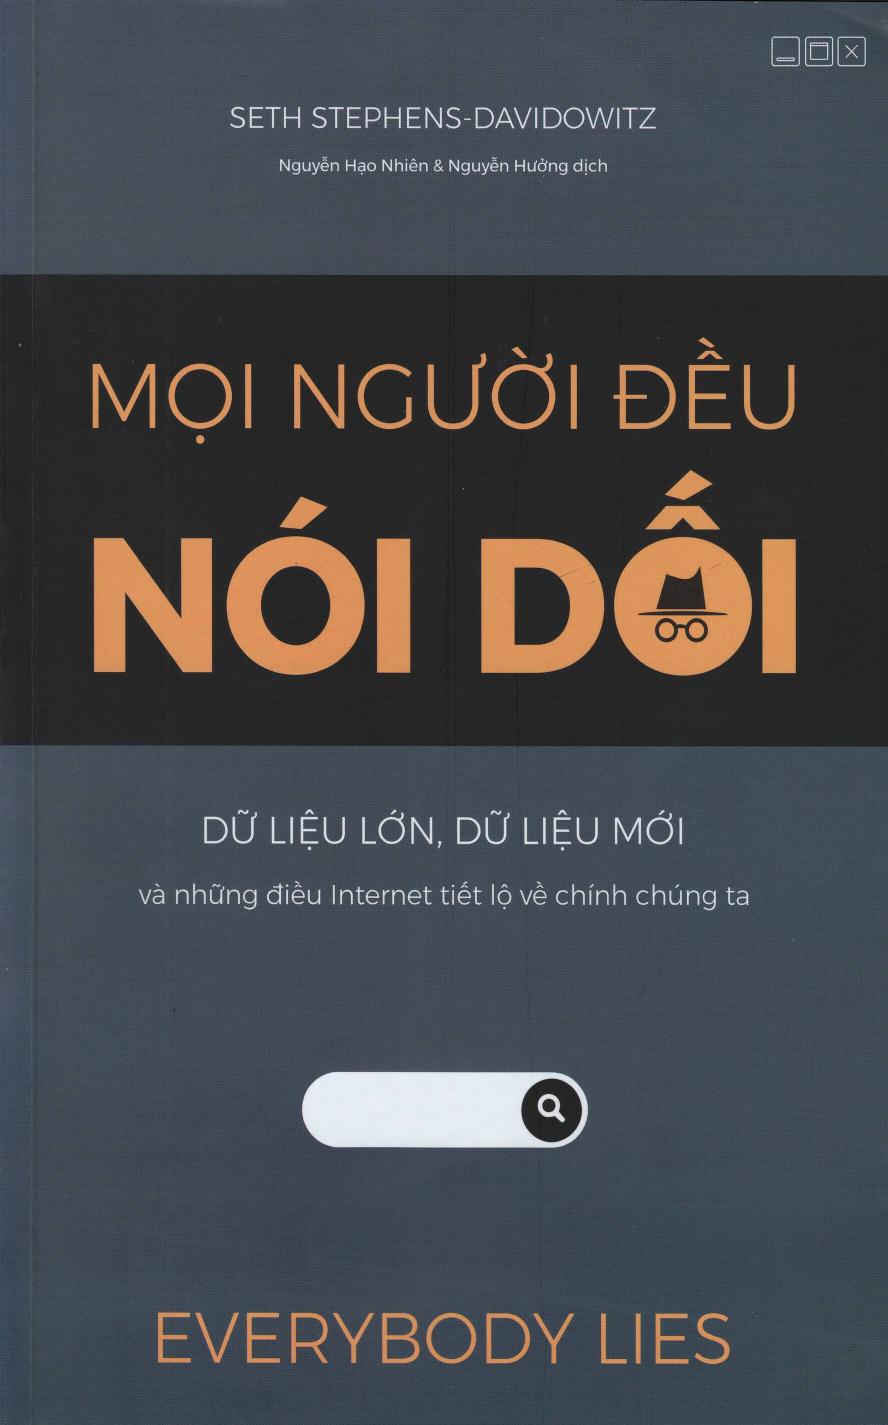 SETH STEPHENS-DAVIDOWITZ
Nguyễn Hạo Nhiên & Nguyễn Hưởng dịch
MỌI NGƯỜI ĐỀU
NÓI DỐI
DỮ LIỆU LỚN, DỮ LIỆU MỚI
và những điều Internet tiết lộ về chính chúng ta
EVERYBODY LIES